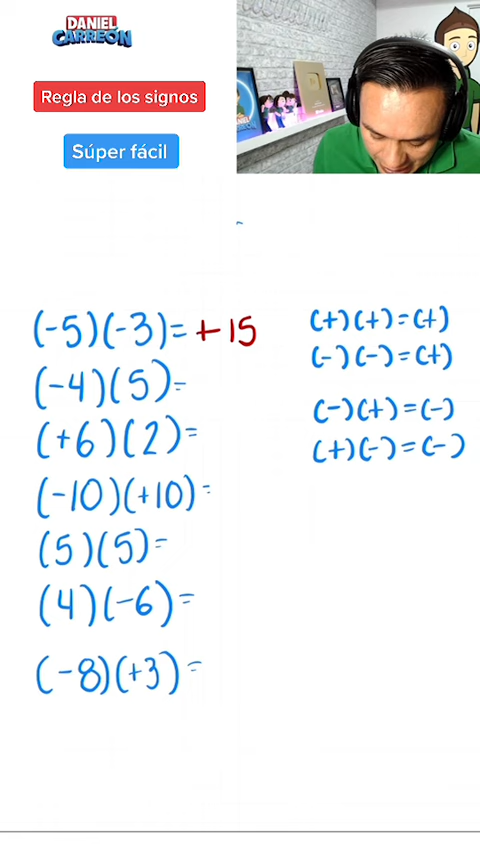 DANIEL
CARREÓN
Regla de los signos
Súper fácil
(-5)(-3)=+15
(-4)(5)=
(+6)(2)=
(-10)(+10)=
(5)(5)=
(4)(-6)=
(-8)(+3)=
(+)(+)=(+)
(-)(-)=(+)
(-)(+)=(-)
(+)(-)=(-)